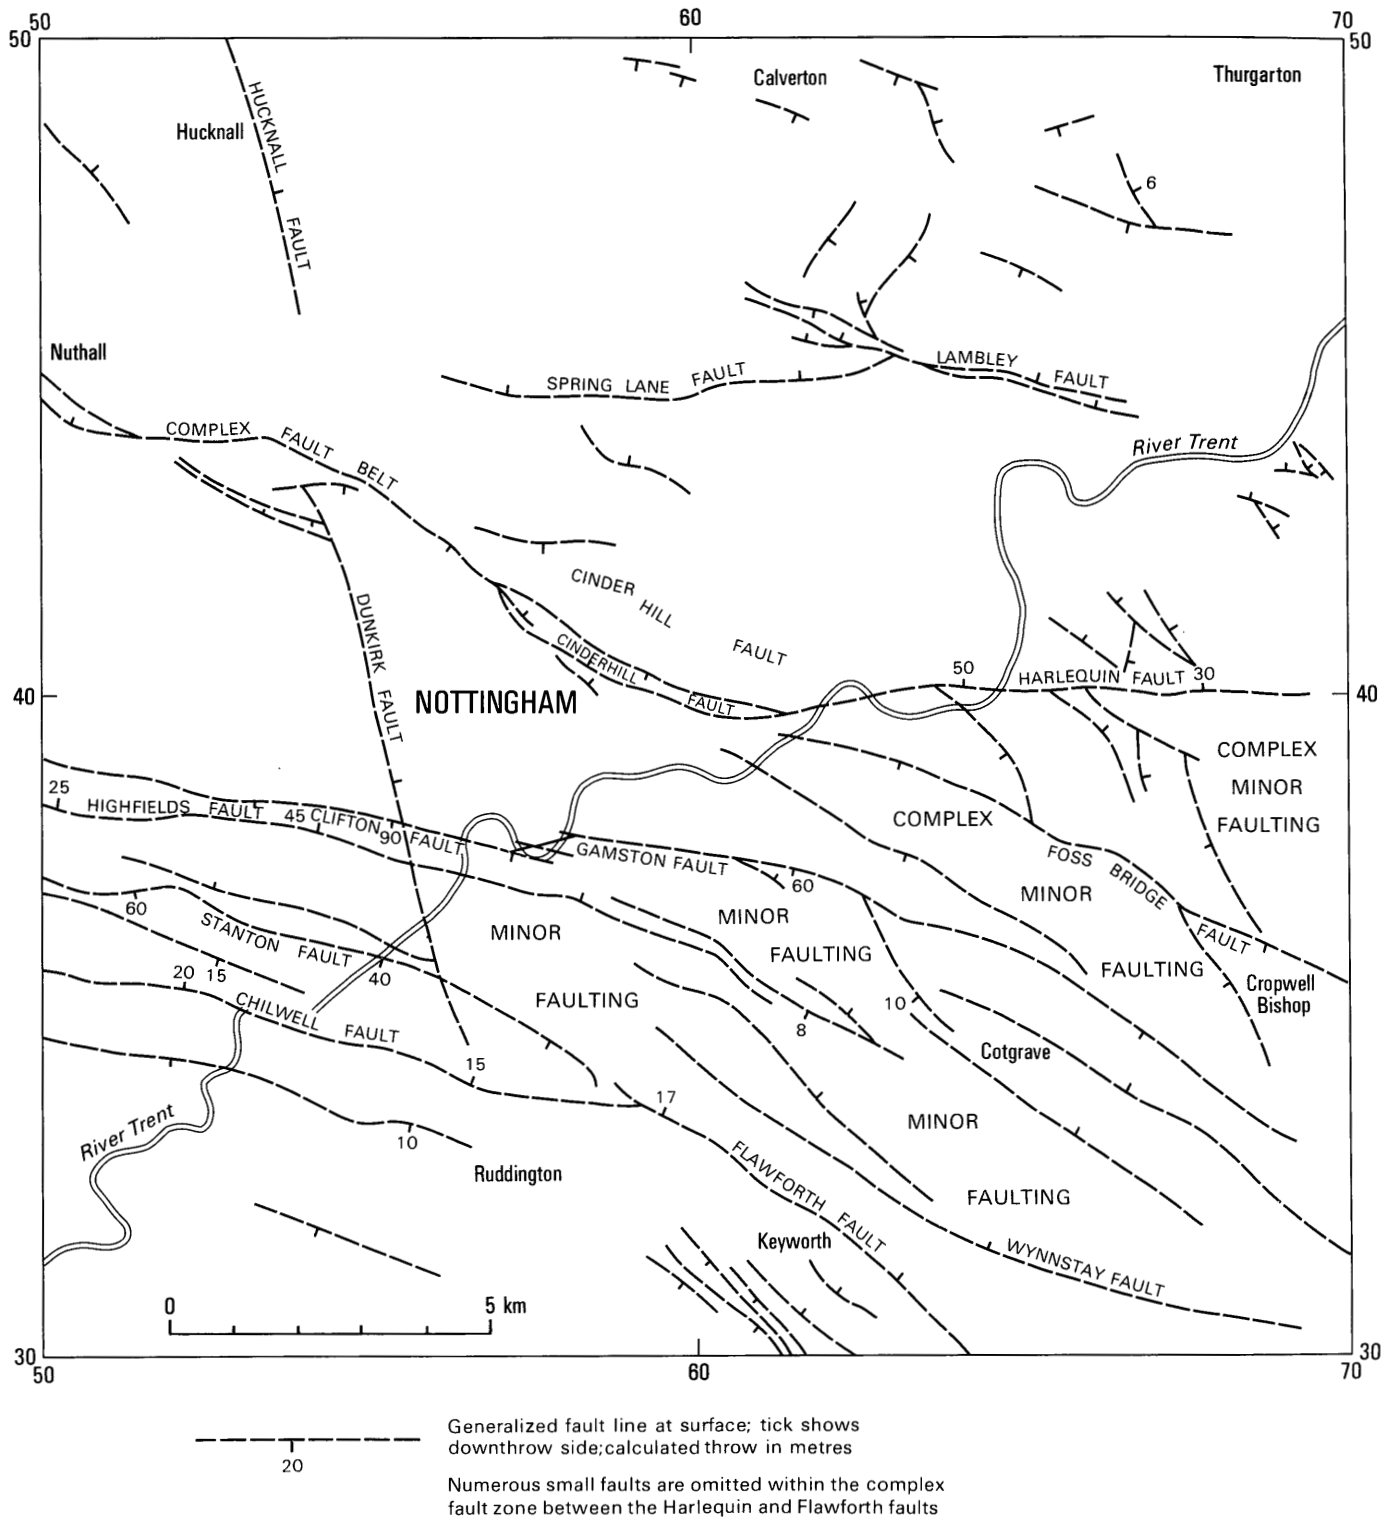 50
60
70
50
50
Calverton
Thurgarton
HUCKNALL FAULT
Hucknall
6
Nuthall
LAMBLEY FAULT
SPRING LANE FAULT
COMPLEX FAULT BELT
River Trent
CINDER HILL FAULT
DUNKIRK FAULT
CINDERHILL FAULT
50
HARLEQUIN FAULT 30
40
NOTTINGHAM
40
COMPLEX
MINOR
FAULTING
25
HIGHFIELDS FAULT 45
CLIFTON FAULT
90
COMPLEX
MINOR
FAULTING
GAMSTON FAULT
60
FOSS BRIDGE FAULT
60
STANTON FAULT
40
MINOR
FAULTING
MINOR
FAULTING
20 15
CHILWELL FAULT
10
8
Cropwell
Bishop
Cotgrave
15
17
River Trent
10
MINOR
FAULTING
Ruddington
FLAWFORTH FAULT
Keyworth
WYNNSTAY FAULT
0 5 km
30
30
50
60
70
Generalized fault line at surface; tick shows
downthrow side; calculated throw in metres
20
Numerous small faults are omitted within the complex
fault zone between the Harlequin and Flawforth faults